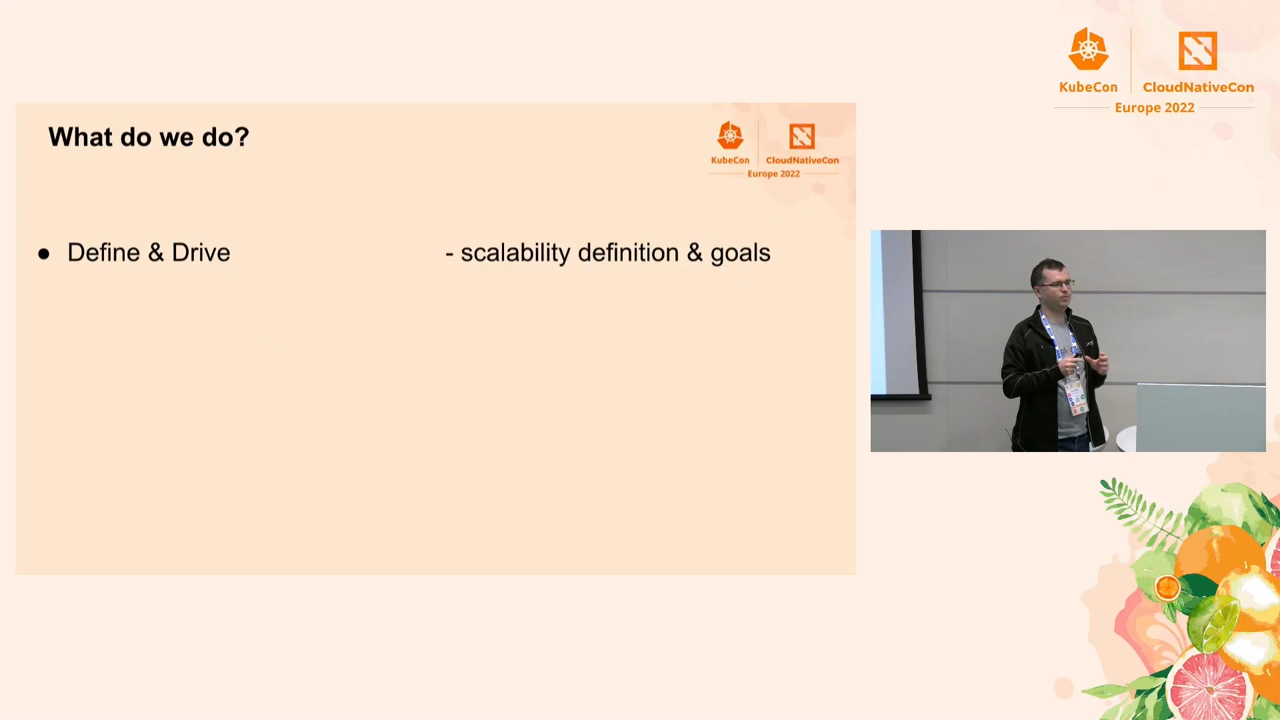 KubeCon
CloudNativeCon
Europe 2022
What do we do?
KubeCon
CloudNativeCon
Europe 2022
● Define & Drive - scalability definition & goals